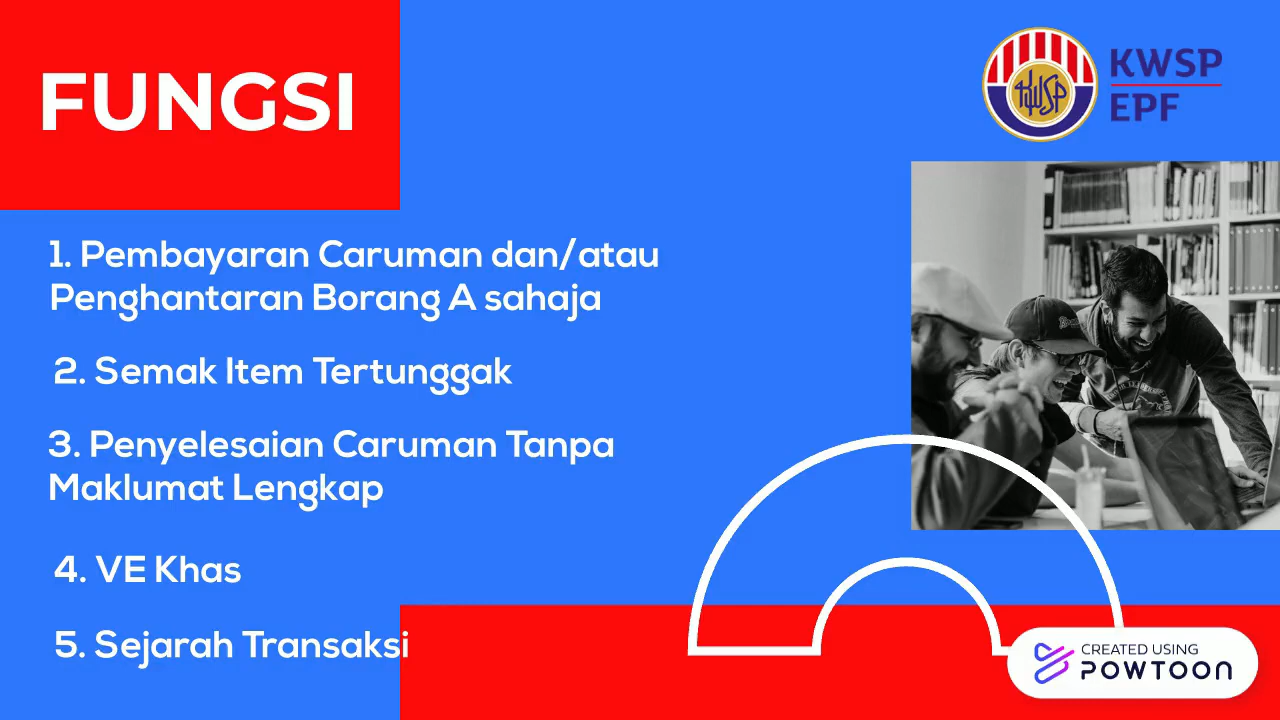 FUNGSI
KWSP
KWSP
EPF
1. Pembayaran Caruman dan/atau
Penghantaran Borang A sahaja
2. Semak Item Tertunggak
3. Penyelesaian Caruman Tanpa
Maklumat Lengkap
4. VE Khas
5. Sejarah Transaksi
CREATED USING
POWTOON